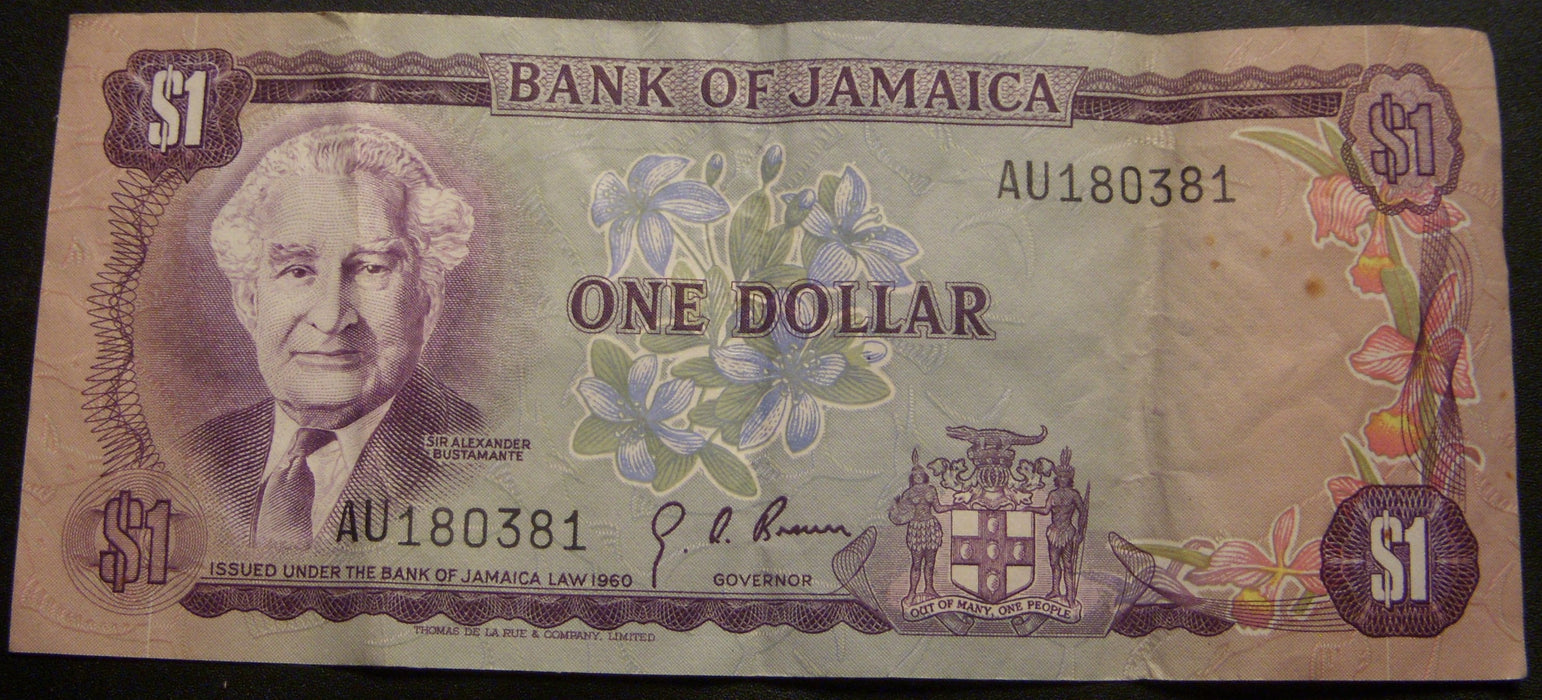 $1
BANK OF JAMAICA
$1
AU180381
ONE DOLLAR
SIR ALEXANDER
BUSTAMANTE
AU180381
G. A. Brown
$1
ISSUED UNDER THE BANK OF JAMAICA LAW 1960
GOVERNOR
OUT OF MANY, ONE PEOPLE
$1
THOMAS DE LA RUE & COMPANY, LIMITED